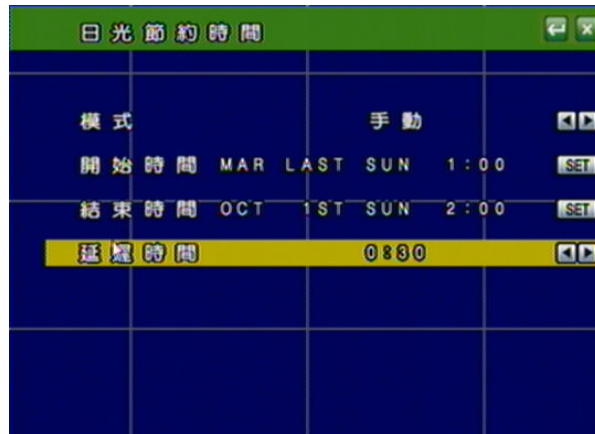 日光節約時間
模式 手動
開始時間 MAR LAST SUN 1:00 SET
結束時間 OCT 1ST SUN 2:00 SET
延遲時間 0:30